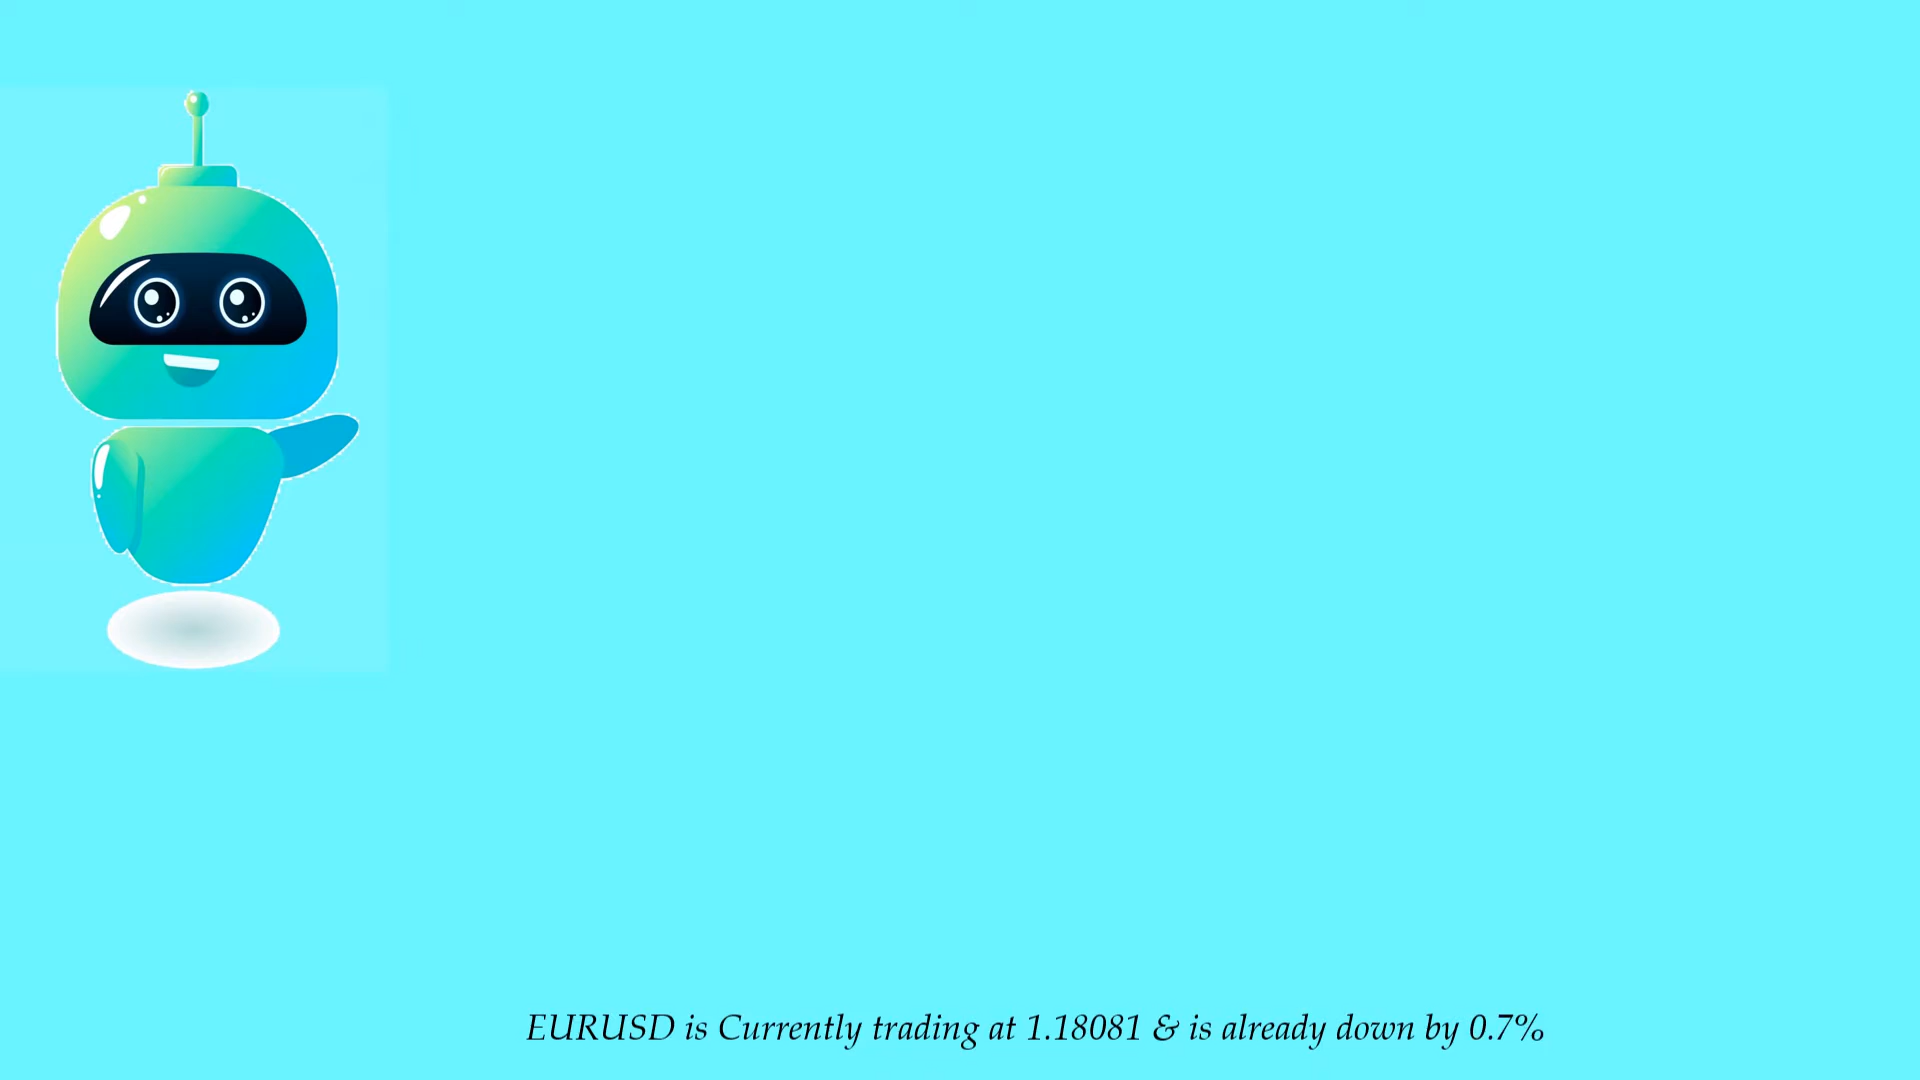 EURUSD is Currently trading at 1.18081 & is already down by 0.7%